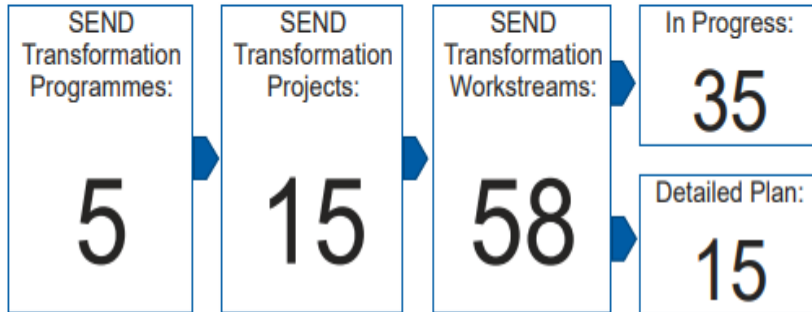 SEND
Transformation
Programmes:
5
SEND
Transformation
Projects:
15
SEND
Transformation
Workstreams:
58
In Progress:
35
Detailed Plan:
15